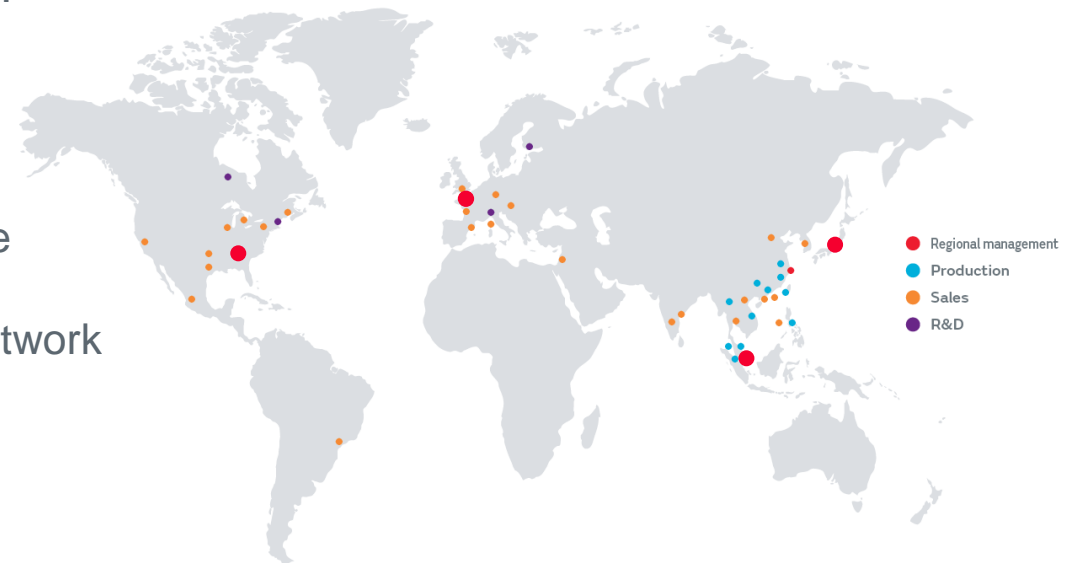 e
twork
Regional management
Production
Sales
R&D